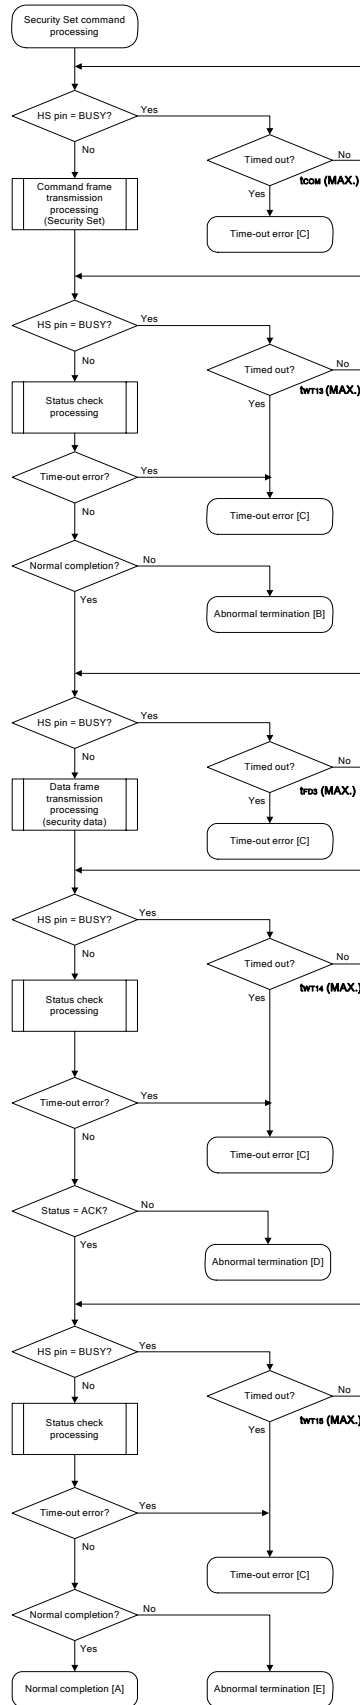 Security Set command
processing
HS pin = BUSY?
Yes
No
Timed out?
No
tCOM (MAX.)
Yes
Command frame
transmission
processing
(Security Set)
Time-out error [C]
HS pin = BUSY?
Yes
No
Timed out?
No
tWT13 (MAX.)
Yes
Status check
processing
Time-out error?
Yes
No
Time-out error [C]
Normal completion?
No
Yes
Abnormal termination [B]
HS pin = BUSY?
Yes
No
Timed out?
No
tFD3 (MAX.)
Yes
Data frame
transmission
processing
(security data)
Time-out error [C]
HS pin = BUSY?
Yes
No
Timed out?
No
tWT14 (MAX.)
Yes
Status check
processing
Time-out error?
Yes
No
Time-out error [C]
Status = ACK?
No
Yes
Abnormal termination [D]
HS pin = BUSY?
Yes
No
Timed out?
No
tWT15 (MAX.)
Yes
Status check
processing
Time-out error?
Yes
No
Time-out error [C]
Normal completion?
No
Yes
Normal completion [A]
Abnormal termination [E]